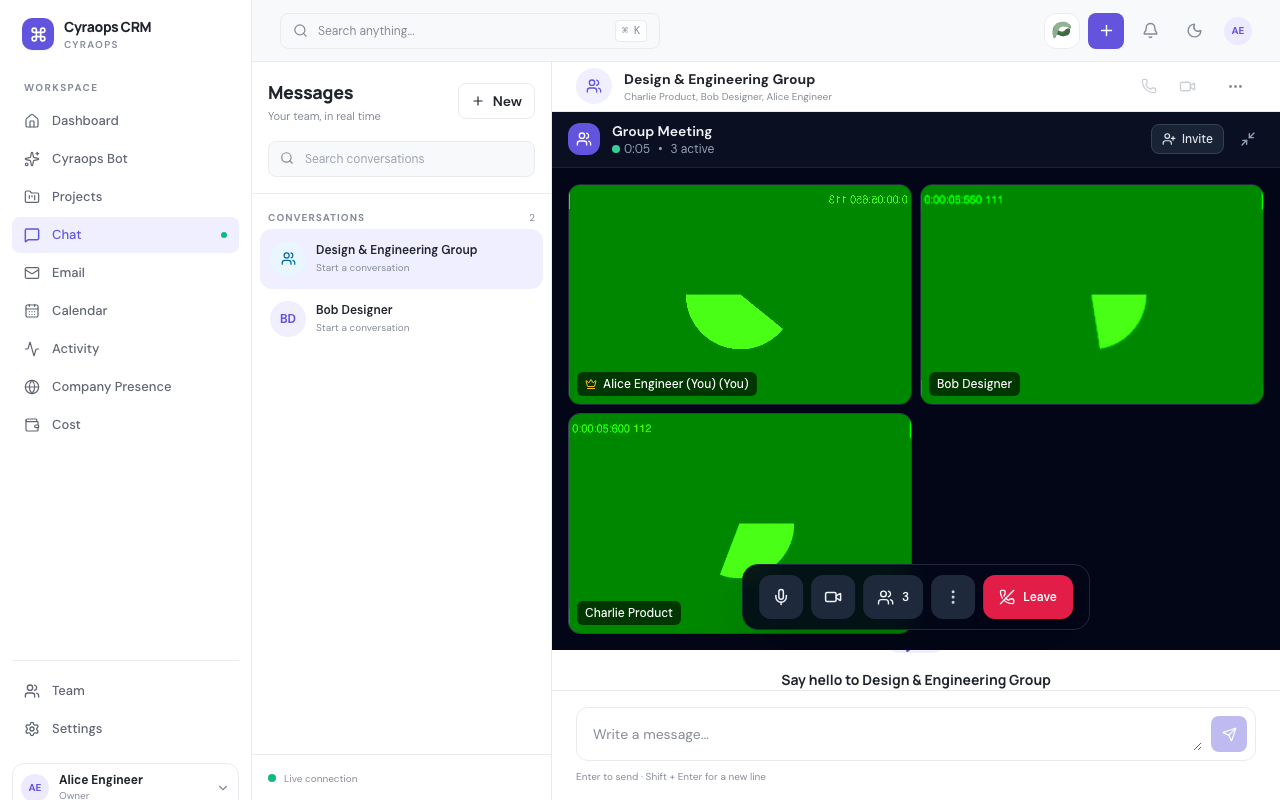 Cyraops CRM
CYRAOPS
WORKSPACE
Dashboard
Cyraops Bot
Projects
Chat
Email
Calendar
Activity
Company Presence
Cost
Team
Settings
AE
Alice Engineer
Owner
Search anything...
⌘ K
AE
Messages
Your team, in real time
New
Search conversations
CONVERSATIONS
2
Design & Engineering Group
Start a conversation
BD
Bob Designer
Start a conversation
Live connection
Design & Engineering Group
Charlie Product, Bob Designer, Alice Engineer
Group Meeting
0:05 • 3 active
Invite
Alice Engineer (You) (You)
0:00:05:550 111
Bob Designer
0:00:05:600 112
Charlie Product
3
Leave
Say hello to Design & Engineering Group
Write a message...
Enter to send · Shift + Enter for a new line